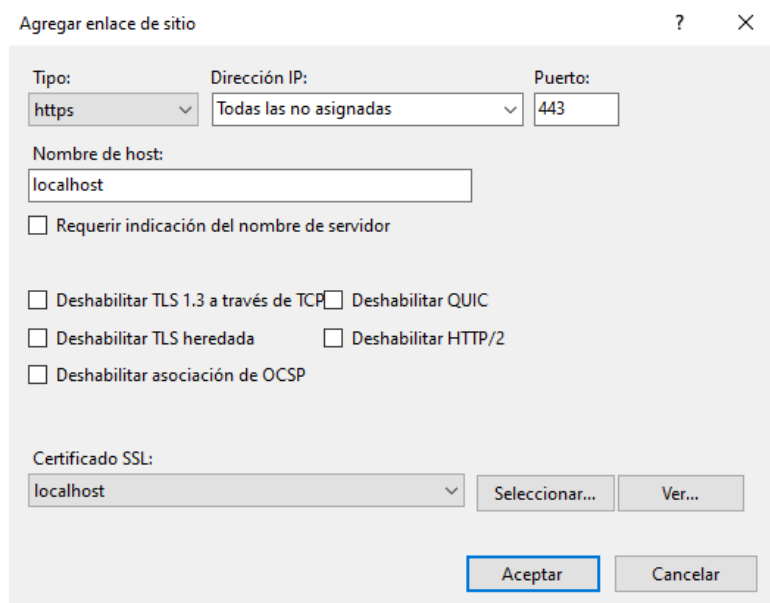 Agregar enlace de sitio
?
Tipo: Dirección IP: Puerto:
https Todas las no asignadas 443
Nombre de host:
localhost
Requerir indicación del nombre de servidor
Deshabilitar TLS 1.3 a través de TCP Deshabilitar QUIC
Deshabilitar TLS heredada Deshabilitar HTTP/2
Deshabilitar asociación de OCSP
Certificado SSL:
localhost Seleccionar... Ver...
Aceptar Cancelar